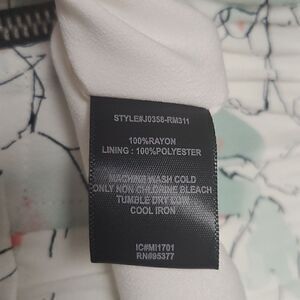 STYLE#J0358-RM311
100%RAYON
LINING : 100%POLYESTER
MACHINE WASH COLD
ONLY NON CHLORINE BLEACH
TUMBLE DRY LOW
COOL IRON
IC#MI1701
RN#95377